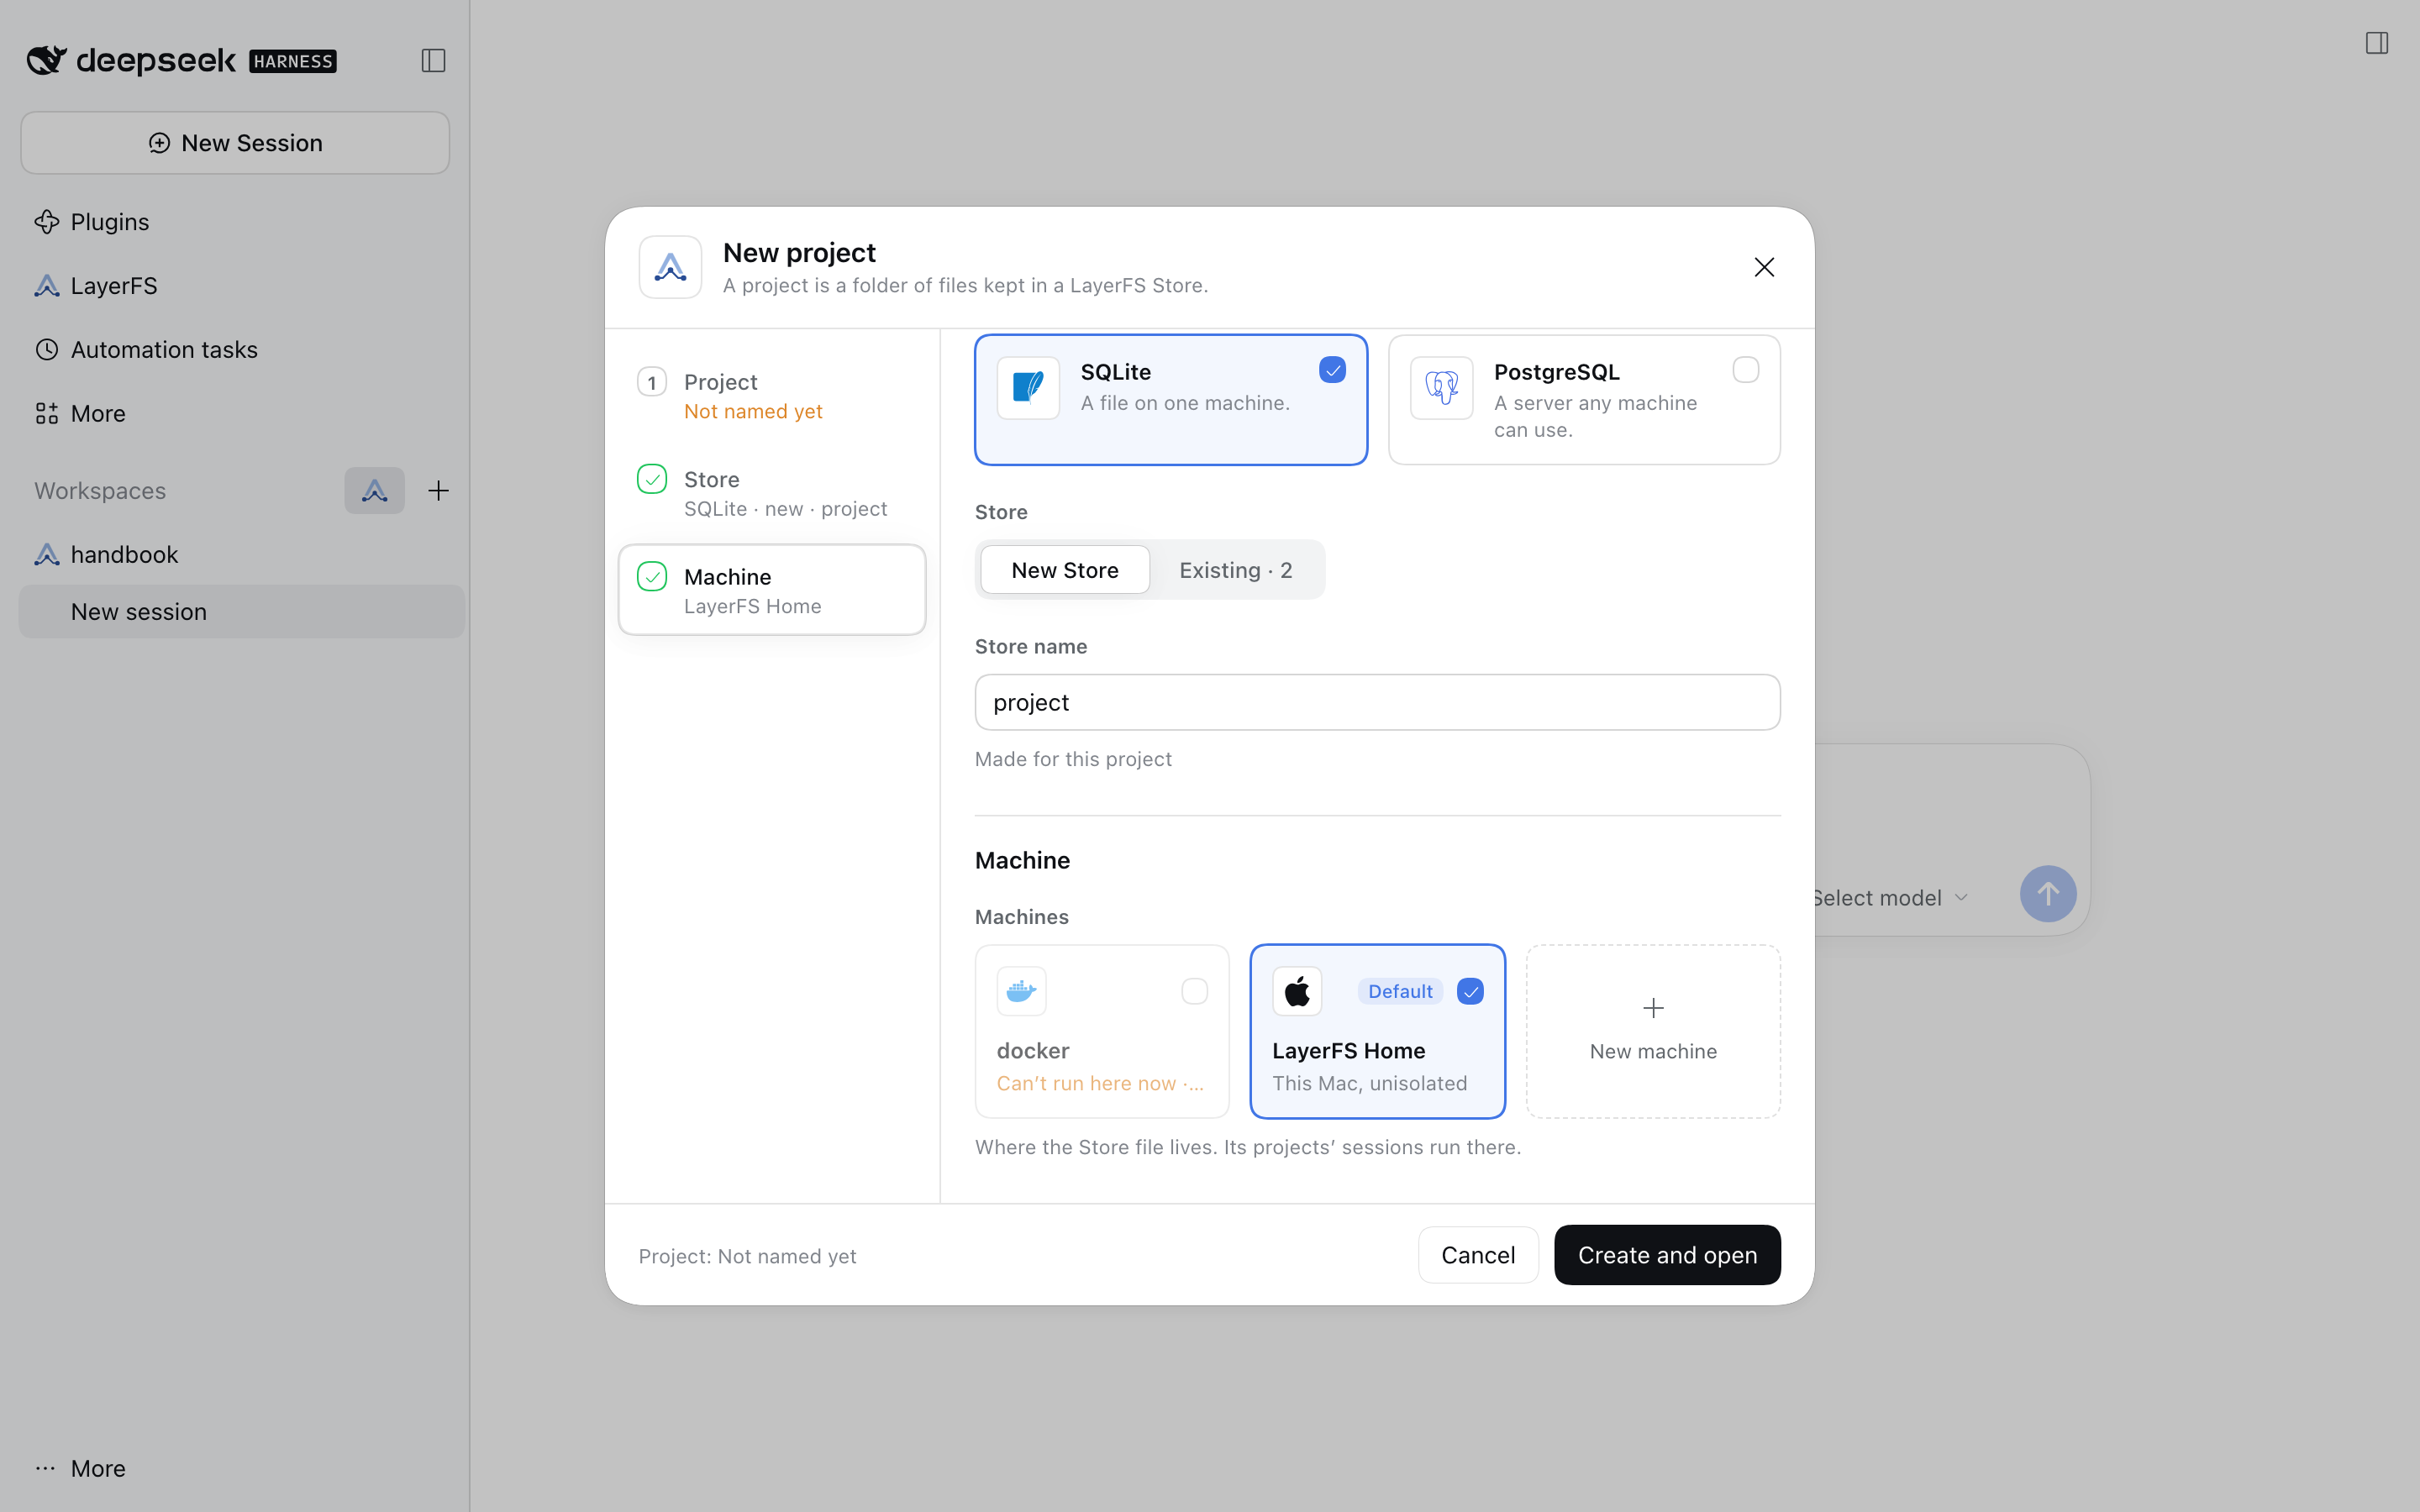 deepseek HARNESS
New Session
Plugins
LayerFS
Automation tasks
More
Workspaces
handbook
New session
More
New project
A project is a folder of files kept in a LayerFS Store.
1 Project
Not named yet
Store
SQLite · new · project
Machine
LayerFS Home
SQLite
A file on one machine.
PostgreSQL
A server any machine
can use.
Store
New Store
Existing · 2
Store name
project
Made for this project
Machine
Machines
docker
Can’t run here now ·...
Default
LayerFS Home
This Mac, unisolated
New machine
Where the Store file lives. Its projects’ sessions run there.
Project: Not named yet
Cancel
Create and open
Select model